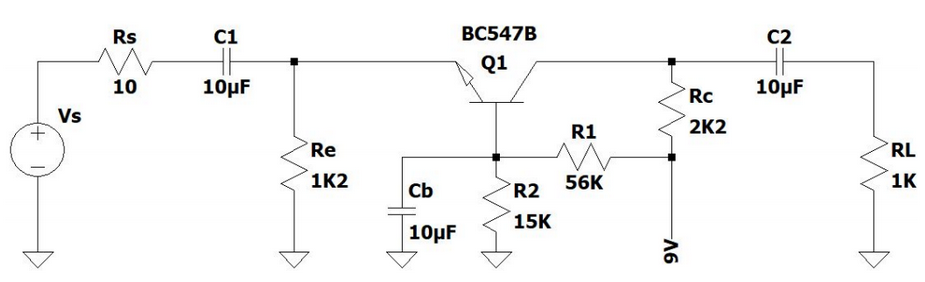 Rs
10
C1
10µF
BC547B
Q1
C2
10µF
Vs
+
−
Re
1K2
Cb
10µF
R2
15K
R1
56K
Rc
2K2
9V
RL
1K